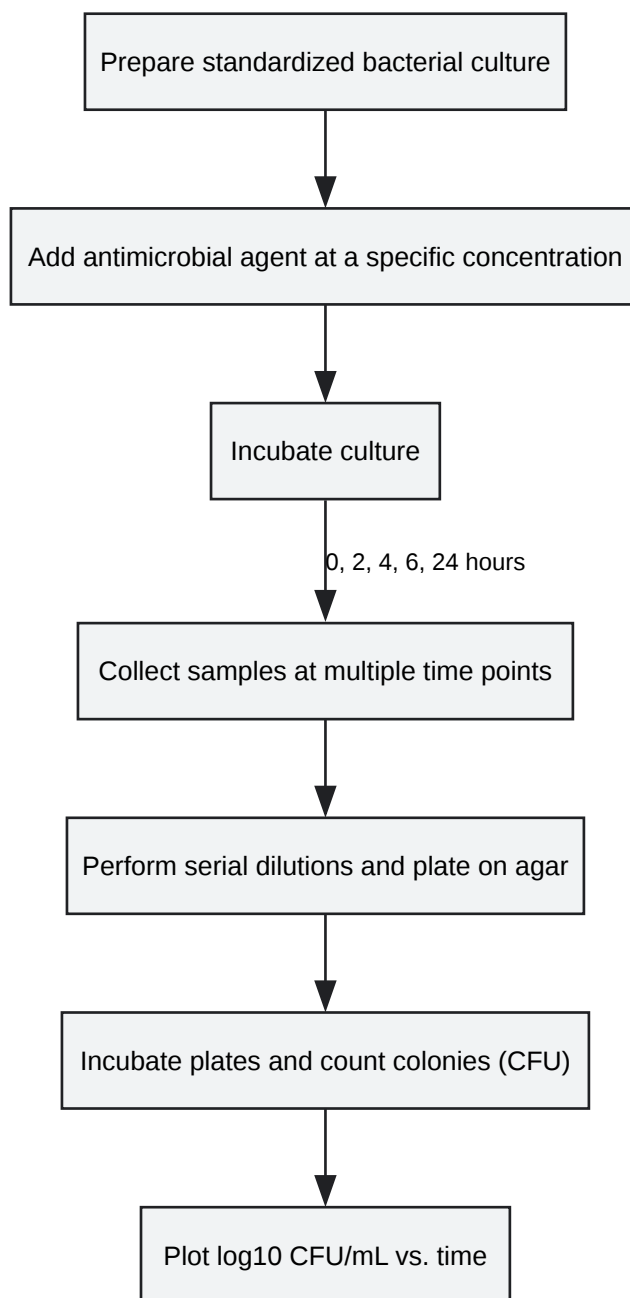 Prepare standardized bacterial culture
Add antimicrobial agent at a specific concentration
Incubate culture
0, 2, 4, 6, 24 hours
Collect samples at multiple time points
Perform serial dilutions and plate on agar
Incubate plates and count colonies (CFU)
Plot log10 CFU/mL vs. time